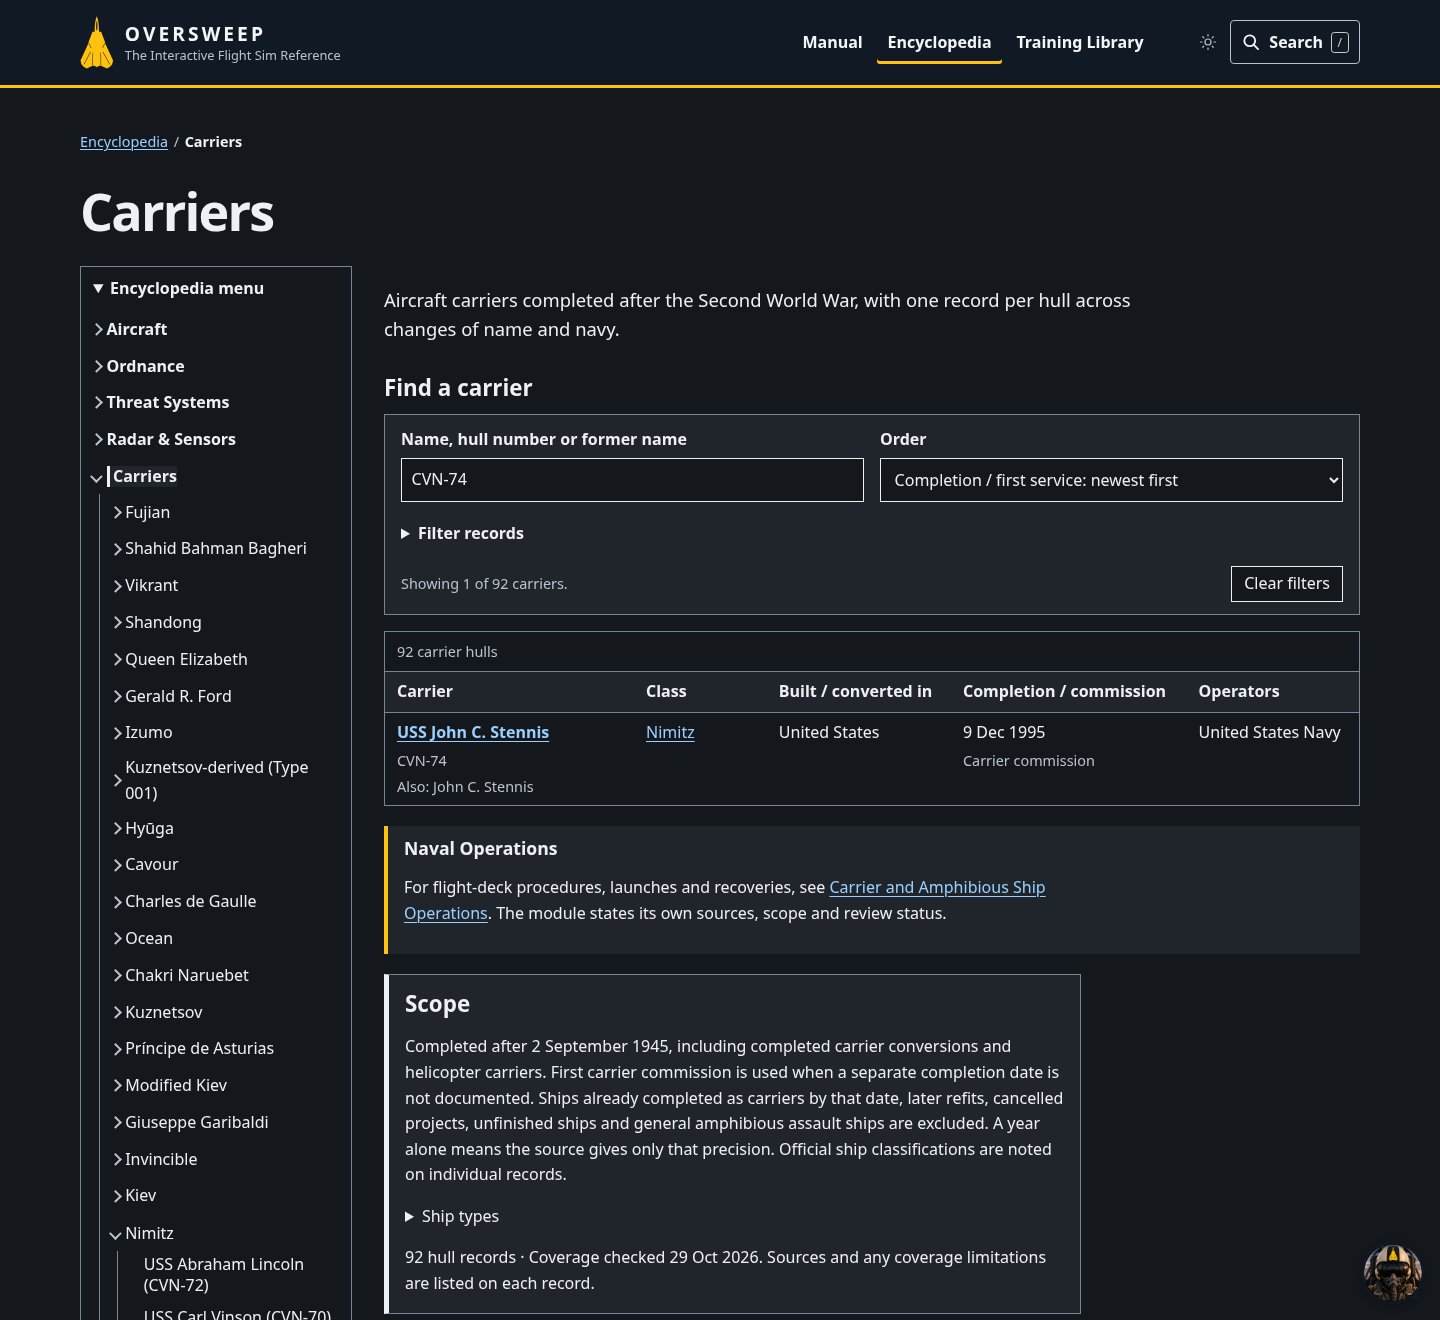 OVERSWEEP
The Interactive Flight Sim Reference
Manual
Encyclopedia
Training Library
Search /
Encyclopedia / Carriers
Carriers
Encyclopedia menu
Aircraft
Ordnance
Threat Systems
Radar & Sensors
Carriers
Fujian
Shahid Bahman Bagheri
Vikrant
Shandong
Queen Elizabeth
Gerald R. Ford
Izumo
Kuznetsov-derived (Type
001)
Hyūga
Cavour
Charles de Gaulle
Ocean
Chakri Naruebet
Kuznetsov
Príncipe de Asturias
Modified Kiev
Giuseppe Garibaldi
Invincible
Kiev
Nimitz
USS Abraham Lincoln
(CVN-72)
USS Carl Vinson (CVN-70)
Aircraft carriers completed after the Second World War, with one record per hull across
changes of name and navy.
Find a carrier
Name, hull number or former name
CVN-74
Order
Completion / first service: newest first
Filter records
Showing 1 of 92 carriers.
Clear filters
92 carrier hulls
Carrier Class Built / converted in Completion / commission Operators
USS John C. Stennis Nimitz United States 9 Dec 1995 United States Navy
CVN-74 Carrier commission
Also: John C. Stennis
Naval Operations
For flight-deck procedures, launches and recoveries, see Carrier and Amphibious Ship
Operations. The module states its own sources, scope and review status.
Scope
Completed after 2 September 1945, including completed carrier conversions and
helicopter carriers. First carrier commission is used when a separate completion date is
not documented. Ships already completed as carriers by that date, later refits, cancelled
projects, unfinished ships and general amphibious assault ships are excluded. A year
alone means the source gives only that precision. Official ship classifications are noted
on individual records.
Ship types
92 hull records · Coverage checked 29 Oct 2026. Sources and any coverage limitations
are listed on each record.